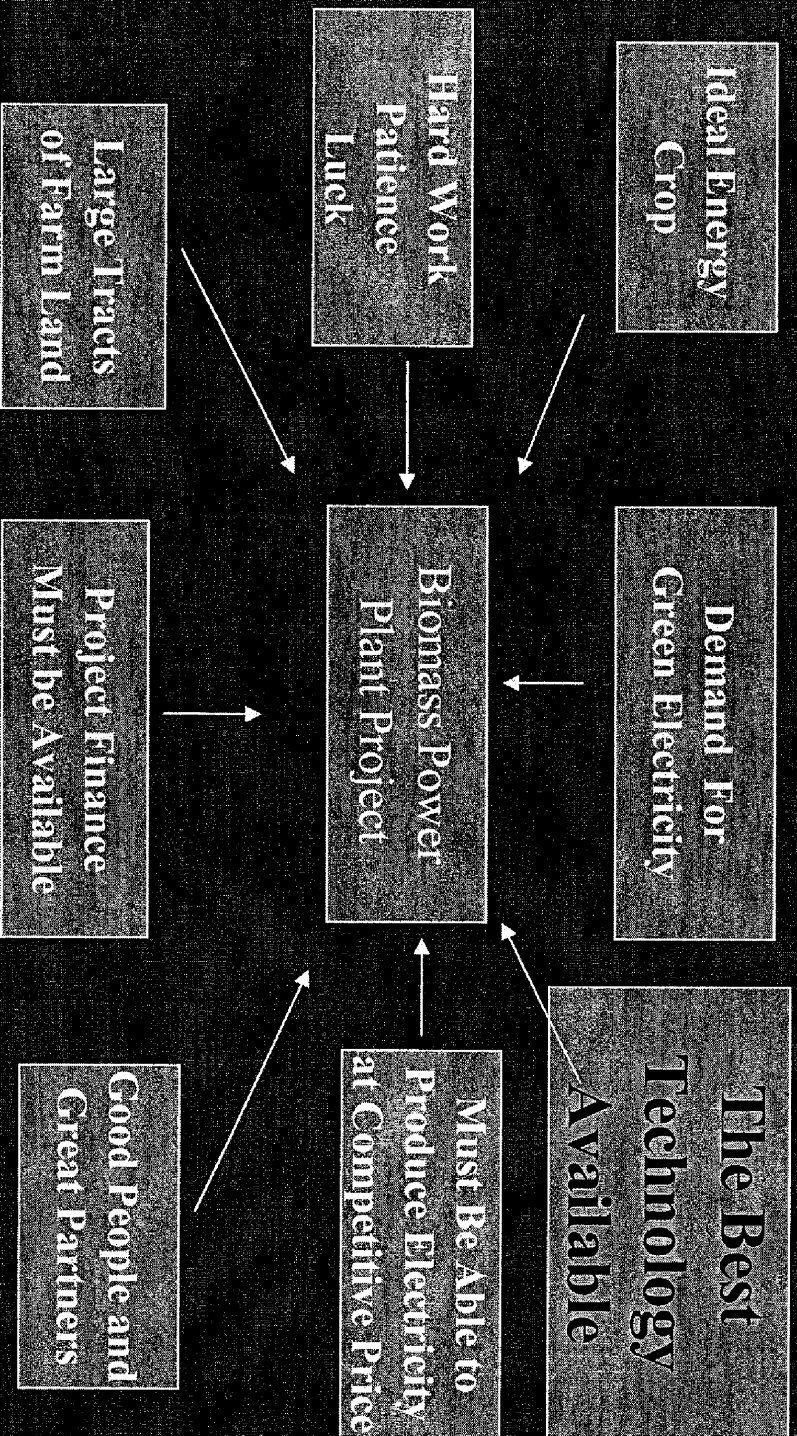 Ideal Energy
Crop
Demand For
Green Electricity
The Best
Technology
Available
Hard Work
Patience
Luck
Biomass Power
Plant Project
Must Be Able to
Produce Electricity
at Competitive Price
Large Tracts
of Farm Land
Project Finance
Must be Available
Good People and
Great Partners